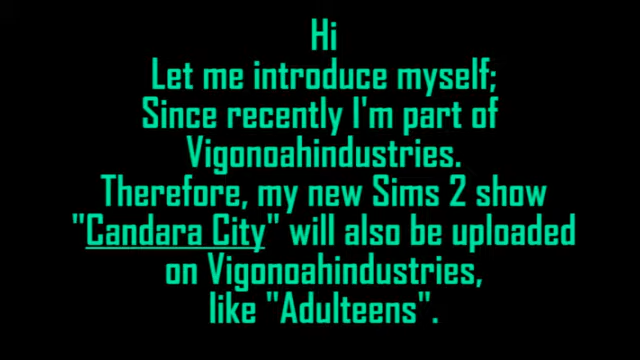 Hi
Let me introduce myself;
Since recently I'm part of
Vigonoahindustries.
Therefore, my new Sims 2 show
"Candara City" will also be uploaded
on Vigonoahindustries,
like "Adulteens".